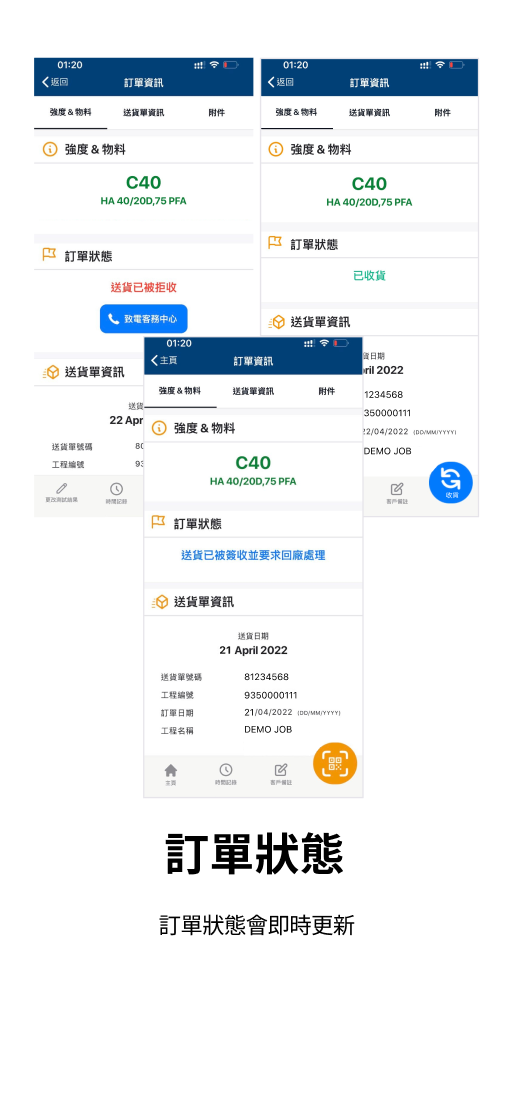 01:20
返回
訂單資訊
強度 & 物料
送貨單資訊
附件
強度 & 物料
C40
HA 40/20D,75 PFA
訂單狀態
送貨已被拒收
致電客務中心
送貨單資訊
送貨
22 Apr
送貨單號碼 80
工程編號 93
更改測試結果
時間記錄
01:20
返回
訂單資訊
強度 & 物料
送貨單資訊
附件
強度 & 物料
C40
HA 40/20D,75 PFA
訂單狀態
已收貨
送貨單資訊
貨日期
ril 2022
1234568
350000111
22/04/2022 (DD/MM/YYYY)
DEMO JOB
客戶備註
收貨
01:20
主頁
訂單資訊
強度 & 物料
送貨單資訊
附件
強度 & 物料
C40
HA 40/20D,75 PFA
訂單狀態
送貨已被簽收並要求回廠處理
送貨單資訊
送貨日期
21 April 2022
送貨單號碼 81234568
工程編號 9350000111
訂單日期 21/04/2022 (DD/MM/YYYY)
工程名稱 DEMO JOB
主頁
時間記錄
客戶備註
訂單狀態
訂單狀態會即時更新